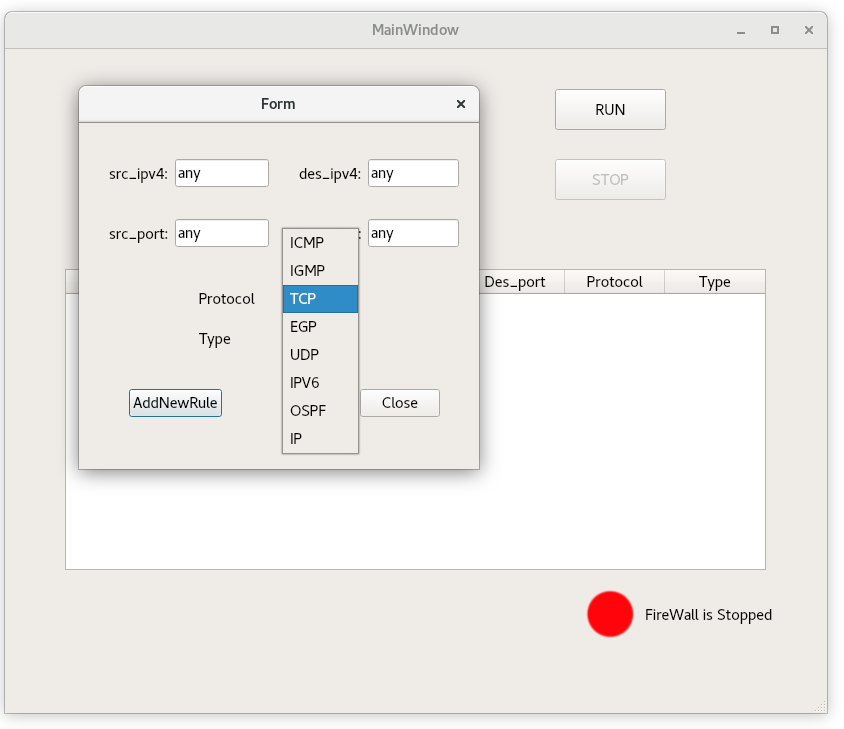 MainWindow
Form
RUN
src_ipv4: any des_ipv4: any
STOP
src_port: any : any
ICMP
IGMP
TCP
EGP
UDP
IPV6
OSPF
IP
Protocol
Type
AddNewRule Close
Des_port Protocol Type
FireWall is Stopped